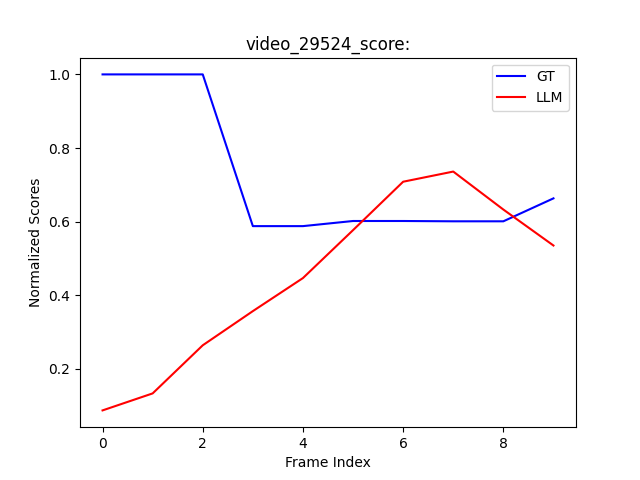 video_29524_score:
GT
LLM
Normalized Scores
1.0
0.8
0.6
0.4
0.2
0 2 4 6 8
Frame Index